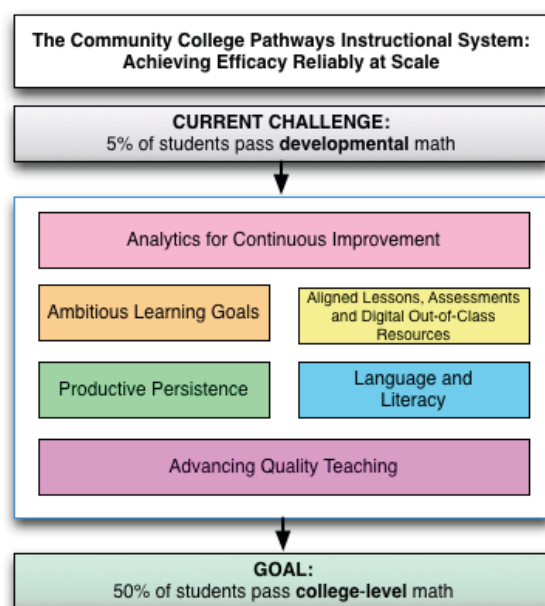 The Community College Pathways Instructional System:
Achieving Efficacy Reliably at Scale
CURRENT CHALLENGE:
5% of students pass developmental math
Analytics for Continuous Improvement
Ambitious Learning Goals
Aligned Lessons, Assessments
and Digital Out-of-Class
Resources
Productive Persistence
Language and
Literacy
Advancing Quality Teaching
GOAL:
50% of students pass college-level math